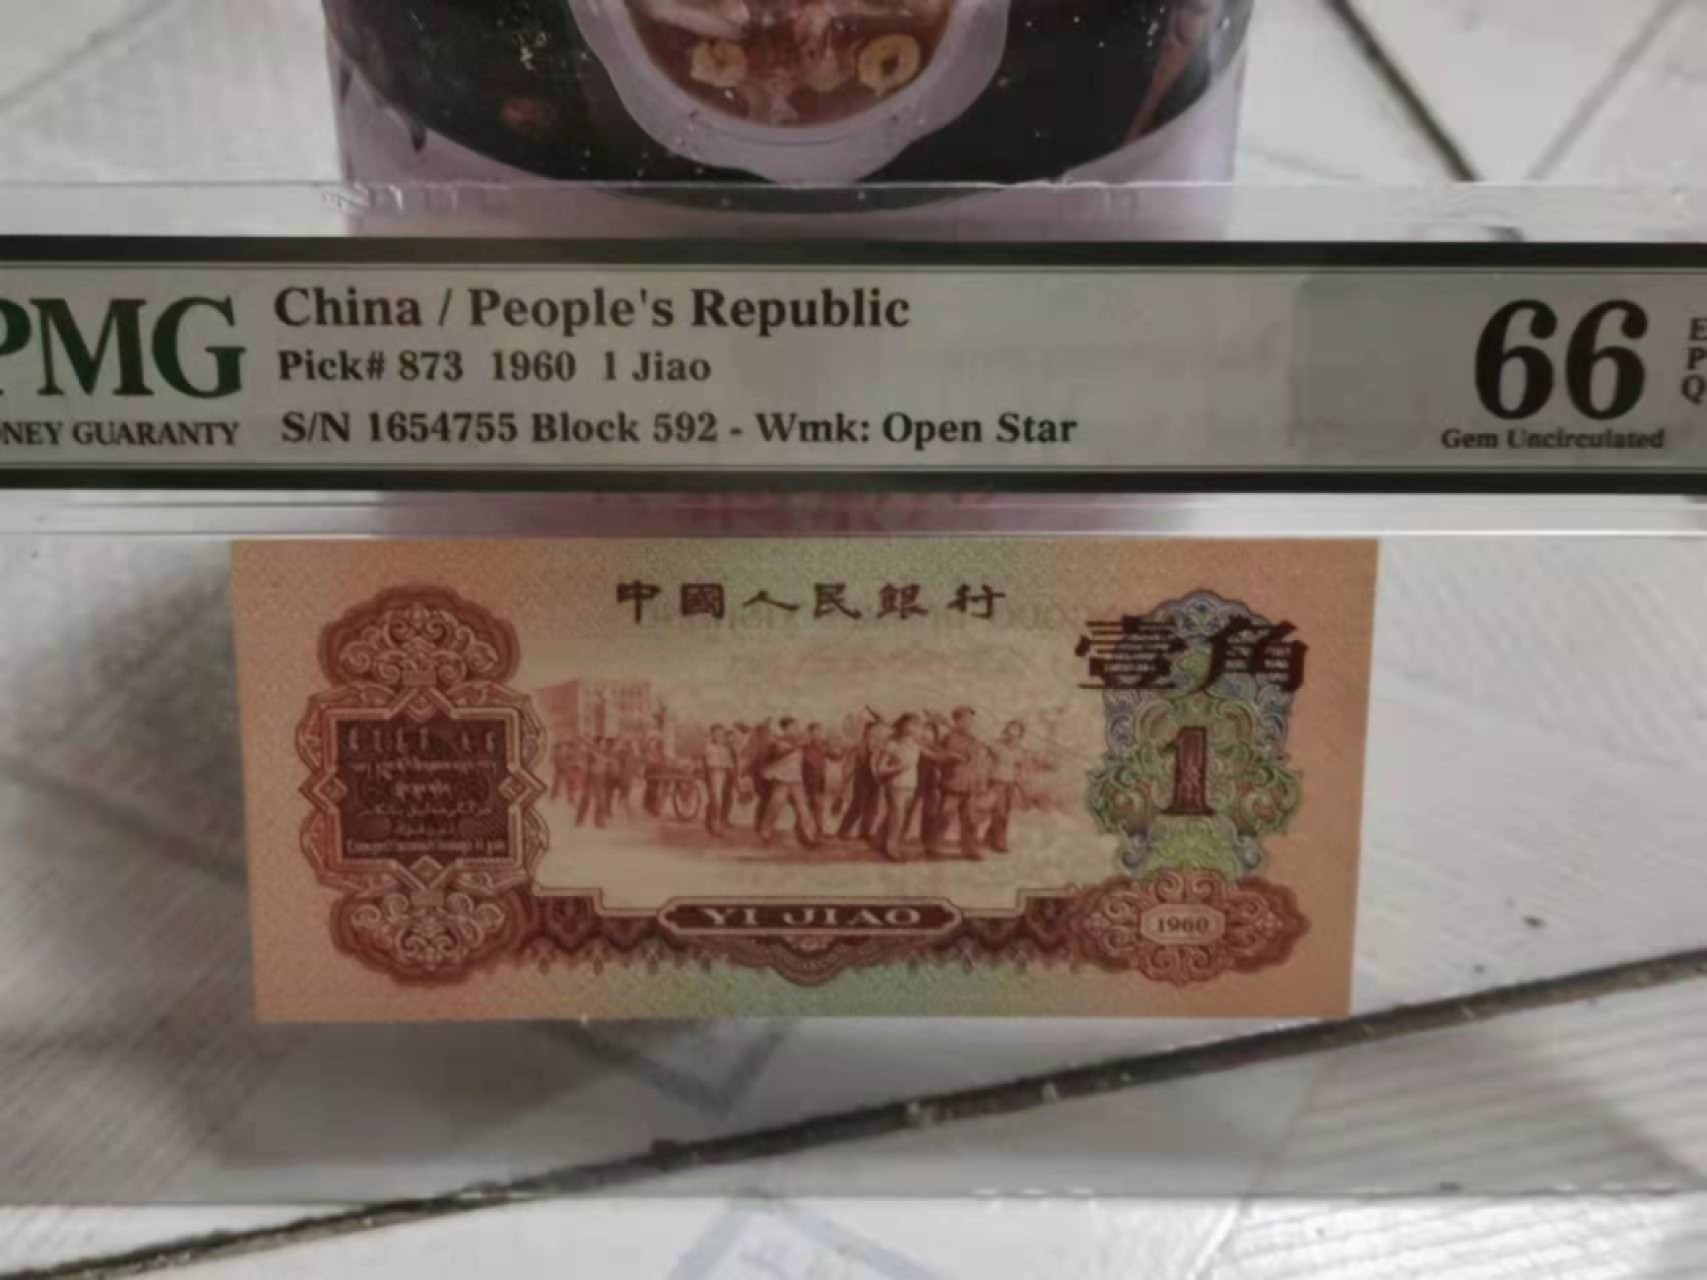 PMG
China / People's Republic
Pick# 873 1960 1 Jiao
S/N 1654755 Block 592 - Wmk: Open Star
GUARANTY
66
Gem Uncirculated
中國人民銀行
壹角
1
YI JIAO
1960